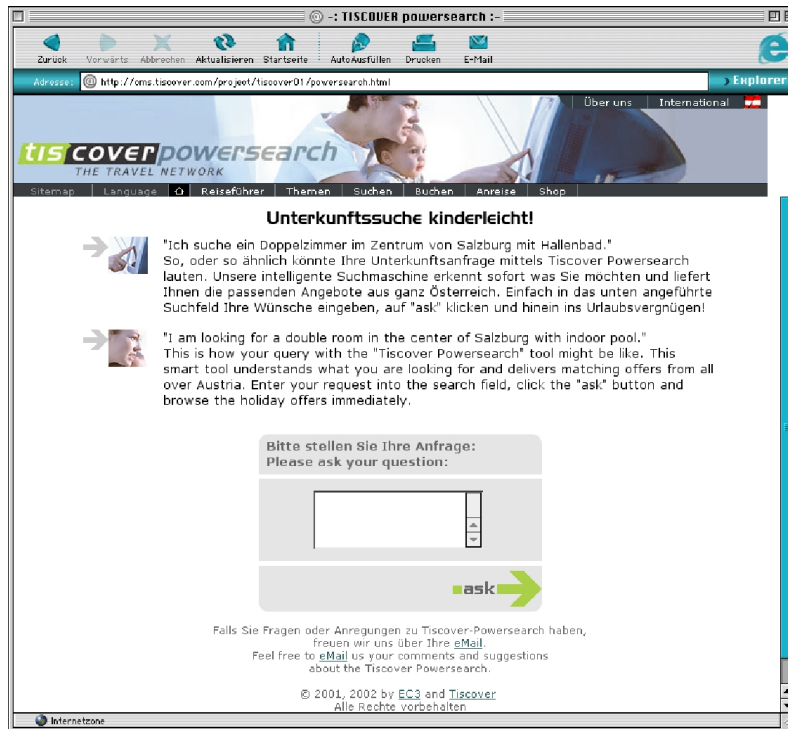 -: TISCOVER powersearch :-
Zurück Vorwärts Abbrechen Aktualisieren Startseite AutoAusfüllen Drucken E-Mail
Adresse: @ http://cms.tiscover.com/project/tiscover01/powersearch.html › Explorer
Über uns International
tiscover powersearch
THE TRAVEL NETWORK
Sitemap Language Reiseführer Themen Suchen Buchen Anreise Shop
Unterkunftssuche kinderleicht!
"Ich suche ein Doppelzimmer im Zentrum von Salzburg mit Hallenbad."
So, oder so ähnlich könnte Ihre Unterkunftsanfrage mittels Tiscover Powersearch
lauten. Unsere intelligente Suchmaschine erkennt sofort was Sie möchten und liefert
Ihnen die passenden Angebote aus ganz Österreich. Einfach in das unten angeführte
Suchfeld Ihre Wünsche eingeben, auf "ask" klicken und hinein ins Urlaubsvergnügen!
"I am looking for a double room in the center of Salzburg with indoor pool."
This is how your query with the "Tiscover Powersearch" tool might be like. This
smart tool understands what you are looking for and delivers matching offers from all
over Austria. Enter your request into the search field, click the "ask" button and
browse the holiday offers immediately.
Bitte stellen Sie Ihre Anfrage:
Please ask your question:
ask
Falls Sie Fragen oder Anregungen zu Tiscover-Powersearch haben,
freuen wir uns über Ihre eMail.
Feel free to eMail us your comments and suggestions
about the Tiscover Powersearch.
© 2001, 2002 by EC3 and Tiscover
Alle Rechte vorbehalten
Internetzone